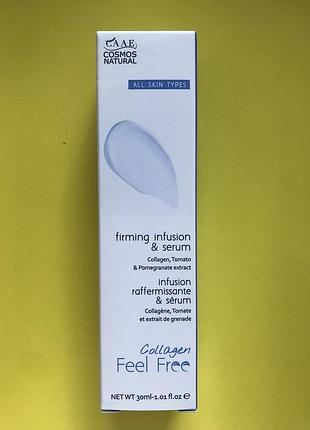 CAAE
COSMOS
NATURAL
ALL SKIN TYPES
firming infusion
& serum
Collagen, Tomato
& Pomegranate extract
infusion
raffermissante
& sérum
Collagène, Tomate
et extrait de grenade
Collagen
Feel Free
NET WT 30ml-1.01 fl.oz ℮